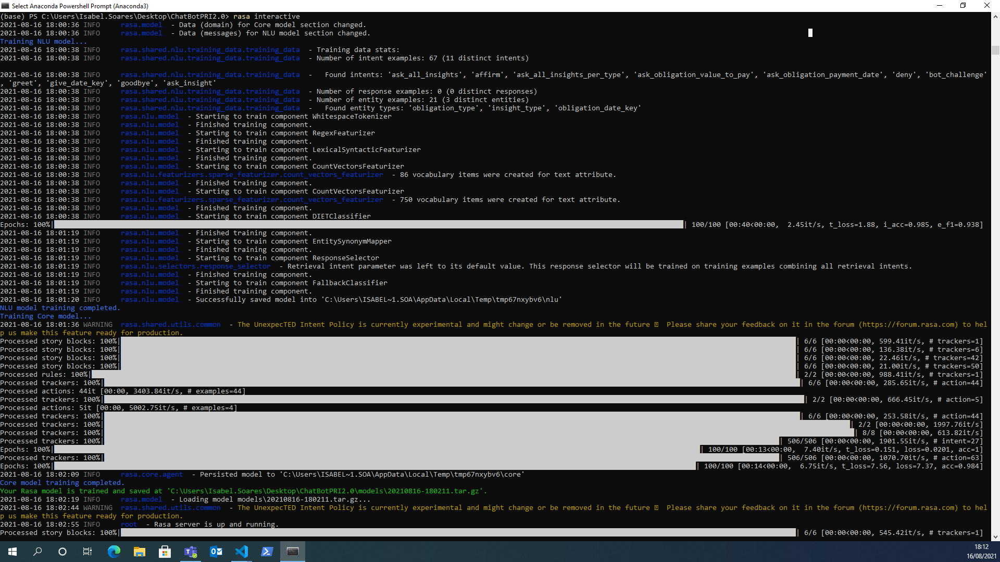 Select Anaconda Powershell Prompt (Anaconda3)
(base) PS C:\Users\Isabel.Soares\Desktop\ChatBotPRI2.0> rasa interactive
2021-08-16 18:00:36 INFO     rasa.model  - Data (domain) for Core model section changed.
2021-08-16 18:00:36 INFO     rasa.model  - Data (messages) for NLU model section changed.
Training NLU model...
2021-08-16 18:00:38 INFO     rasa.shared.nlu.training_data.training_data  - Training data stats:
2021-08-16 18:00:38 INFO     rasa.shared.nlu.training_data.training_data  - Number of intent examples: 67 (11 distinct intents)
2021-08-16 18:00:38 INFO     rasa.shared.nlu.training_data.training_data  -   Found intents: 'ask_all_insights', 'affirm', 'ask_all_insights_per_type', 'ask_obligation_value_to_pay', 'ask_obligation_payment_date', 'deny', 'bot_challenge'
, 'greet', 'give_date_key', 'goodbye', 'ask_insight'
2021-08-16 18:00:38 INFO     rasa.shared.nlu.training_data.training_data  - Number of response examples: 0 (0 distinct responses)
2021-08-16 18:00:38 INFO     rasa.shared.nlu.training_data.training_data  - Number of entity examples: 21 (3 distinct entities)
2021-08-16 18:00:38 INFO     rasa.shared.nlu.training_data.training_data  -   Found entity types: 'obligation_type', 'insight_type', 'obligation_date_key'
2021-08-16 18:00:38 INFO     rasa.nlu.model  - Starting to train component WhitespaceTokenizer
2021-08-16 18:00:38 INFO     rasa.nlu.model  - Finished training component.
2021-08-16 18:00:38 INFO     rasa.nlu.model  - Starting to train component RegexFeaturizer
2021-08-16 18:00:38 INFO     rasa.nlu.model  - Finished training component.
2021-08-16 18:00:38 INFO     rasa.nlu.model  - Starting to train component LexicalSyntacticFeaturizer
2021-08-16 18:00:38 INFO     rasa.nlu.model  - Finished training component.
2021-08-16 18:00:38 INFO     rasa.nlu.model  - Starting to train component CountVectorsFeaturizer
2021-08-16 18:00:38 INFO     rasa.nlu.featurizers.sparse_featurizer.count_vectors_featurizer  - 86 vocabulary items were created for text attribute.
2021-08-16 18:00:38 INFO     rasa.nlu.model  - Finished training component.
2021-08-16 18:00:38 INFO     rasa.nlu.model  - Starting to train component CountVectorsFeaturizer
2021-08-16 18:00:38 INFO     rasa.nlu.featurizers.sparse_featurizer.count_vectors_featurizer  - 750 vocabulary items were created for text attribute.
2021-08-16 18:00:38 INFO     rasa.nlu.model  - Finished training component.
2021-08-16 18:00:38 INFO     rasa.nlu.model  - Starting to train component DIETClassifier
Epochs: 100%| | 100/100 [00:40<00:00,  2.45it/s, t_loss=1.88, i_acc=0.985, e_f1=0.938]
2021-08-16 18:01:19 INFO     rasa.nlu.model  - Finished training component.
2021-08-16 18:01:19 INFO     rasa.nlu.model  - Starting to train component EntitySynonymMapper
2021-08-16 18:01:19 INFO     rasa.nlu.model  - Finished training component.
2021-08-16 18:01:19 INFO     rasa.nlu.model  - Starting to train component ResponseSelector
2021-08-16 18:01:19 INFO     rasa.nlu.selectors.response_selector  - Retrieval intent parameter was left to its default value. This response selector will be trained on training examples combining all retrieval intents.
2021-08-16 18:01:19 INFO     rasa.nlu.model  - Finished training component.
2021-08-16 18:01:19 INFO     rasa.nlu.model  - Starting to train component FallbackClassifier
2021-08-16 18:01:19 INFO     rasa.nlu.model  - Finished training component.
2021-08-16 18:01:20 INFO     rasa.nlu.model  - Successfully saved model into 'C:\Users\ISABEL~1.SOA\AppData\Local\Temp\tmp67nxybv6\nlu'
NLU model training completed.
Training Core model...
2021-08-16 18:01:36 WARNING  rasa.shared.utils.common  - The UnexpecTED Intent Policy is currently experimental and might change or be removed in the future   Please share your feedback on it in the forum (https://forum.rasa.com) to hel
p us make this feature ready for production.
Processed story blocks: 100%| | 6/6 [00:00<00:00, 599.41it/s, # trackers=1]
Processed story blocks: 100%| | 6/6 [00:00<00:00, 136.38it/s, # trackers=6]
Processed story blocks: 100%| | 6/6 [00:00<00:00, 22.46it/s, # trackers=42]
Processed story blocks: 100%| | 6/6 [00:00<00:00, 21.00it/s, # trackers=50]
Processed rules: 100%| | 2/2 [00:00<00:00, 988.41it/s, # trackers=1]
Processed trackers: 100%| | 6/6 [00:00<00:00, 285.65it/s, # action=44]
Processed actions: 44it [00:00, 3403.84it/s, # examples=44]
Processed trackers: 100%| | 2/2 [00:00<00:00, 666.45it/s, # action=5]
Processed actions: 5it [00:00, 5002.75it/s, # examples=4]
Processed trackers: 100%| | 6/6 [00:00<00:00, 253.58it/s, # action=44]
Processed trackers: 100%| | 2/2 [00:00<00:00, 1997.76it/s]
Processed trackers: 100%| | 8/8 [00:00<00:00, 613.82it/s]
Processed trackers: 100%| | 506/506 [00:00<00:00, 1901.55it/s, # intent=27]
Epochs: 100%| | 100/100 [00:13<00:00,  7.40it/s, t_loss=0.151, loss=0.0201, acc=1]
Processed trackers: 100%| | 506/506 [00:00<00:00, 1070.70it/s, # action=63]
Epochs: 100%| | 100/100 [00:14<00:00,  6.75it/s, t_loss=7.56, loss=7.37, acc=0.984]
2021-08-16 18:02:09 INFO     rasa.core.agent  - Persisted model to 'C:\Users\ISABEL~1.SOA\AppData\Local\Temp\tmp67nxybv6\core'
Core model training completed.
Your Rasa model is trained and saved at 'C:\Users\Isabel.Soares\Desktop\ChatBotPRI2.0\models\20210816-180211.tar.gz'.
2021-08-16 18:02:19 INFO     rasa.model  - Loading model models\20210816-180211.tar.gz...
2021-08-16 18:02:44 WARNING  rasa.shared.utils.common  - The UnexpecTED Intent Policy is currently experimental and might change or be removed in the future   Please share your feedback on it in the forum (https://forum.rasa.com) to hel
p us make this feature ready for production.
2021-08-16 18:02:55 INFO     root  - Rasa server is up and running.
Processed story blocks: 100%| | 6/6 [00:00<00:00, 545.42it/s, # trackers=1]
18:12
16/08/2021